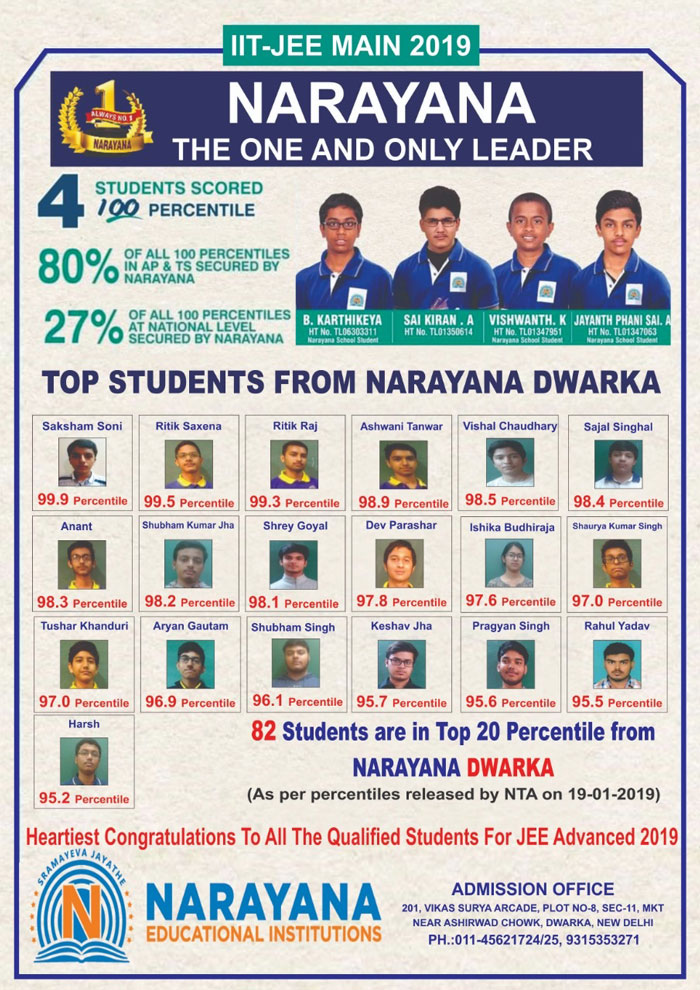 IIT-JEE MAIN 2019
1
ALWAYS NO.1
NARAYANA
NARAYANA
THE ONE AND ONLY LEADER
4 STUDENTS SCORED
100 PERCENTILE
80% OF ALL 100 PERCENTILES
IN AP & TS SECURED BY
NARAYANA
27% OF ALL 100 PERCENTILES
AT NATIONAL LEVEL
SECURED BY NARAYANA
B. KARTHIKEYA
HT No. TL06303311
Narayana School Student
SAI KIRAN . A
HT No. TL01350614
VISHWANTH. K
HT No. TL01347951
Narayana School Student
JAYANTH PHANI SAI. A
HT No. TL01347063
Narayana School Student
TOP STUDENTS FROM NARAYANA DWARKA
Saksham Soni
99.9 Percentile
Ritik Saxena
99.5 Percentile
Ritik Raj
99.3 Percentile
Ashwani Tanwar
98.9 Percentile
Vishal Chaudhary
98.5 Percentile
Sajal Singhal
98.4 Percentile
Anant
98.3 Percentile
Shubham Kumar Jha
98.2 Percentile
Shrey Goyal
98.1 Percentile
Dev Parashar
97.8 Percentile
Ishika Budhiraja
97.6 Percentile
Shaurya Kumar Singh
97.0 Percentile
Tushar Khanduri
97.0 Percentile
Aryan Gautam
96.9 Percentile
Shubham Singh
96.1 Percentile
Keshav Jha
95.7 Percentile
Pragyan Singh
95.6 Percentile
Rahul Yadav
95.5 Percentile
Harsh
95.2 Percentile
82 Students are in Top 20 Percentile from
NARAYANA DWARKA
(As per percentiles released by NTA on 19-01-2019)
Heartiest Congratulations To All The Qualified Students For JEE Advanced 2019
SRAMAYEVA JAYATHE
N
NARAYANA
EDUCATIONAL INSTITUTIONS
ADMISSION OFFICE
201, VIKAS SURYA ARCADE, PLOT NO-8, SEC-11, MKT
NEAR ASHIRWAD CHOWK, DWARKA, NEW DELHI
PH.:011-45621724/25, 9315353271